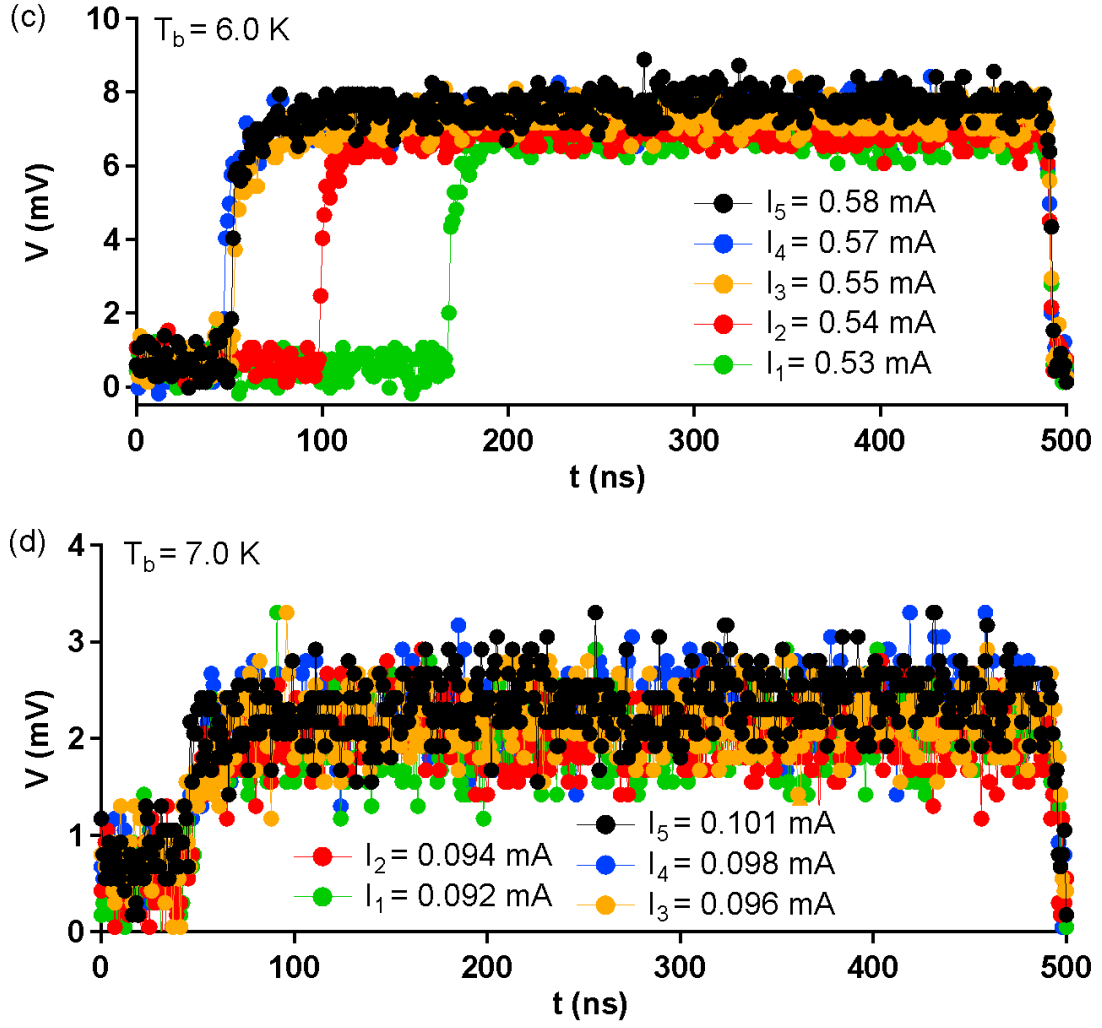 (c)
T_b = 6.0 K
10
8
6
4
2
0
V (mV)
I_5 = 0.58 mA
I_4 = 0.57 mA
I_3 = 0.55 mA
I_2 = 0.54 mA
I_1 = 0.53 mA
0 100 200 300 400 500
t (ns)
(d)
T_b = 7.0 K
4
3
2
1
0
V (mV)
I_2 = 0.094 mA
I_1 = 0.092 mA
I_5 = 0.101 mA
I_4 = 0.098 mA
I_3 = 0.096 mA
0 100 200 300 400 500
t (ns)